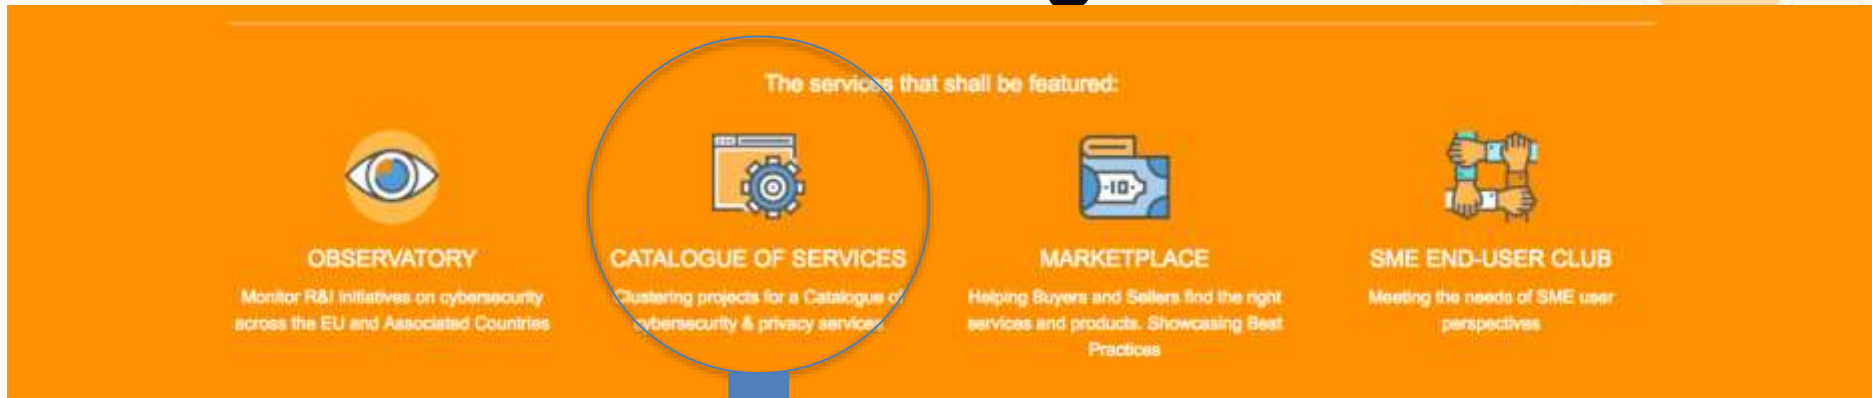 The services that shall be featured:
OBSERVATORY
Monitor R&I initiatives on cybersecurity
across the EU and Associated Countries
CATALOGUE OF SERVICES
Clustering projects for a Catalogue of
cybersecurity & privacy services
-10-
MARKETPLACE
Helping Buyers and Sellers find the right
services and products. Showcasing Best
Practices
SME END-USER CLUB
Meeting the needs of SME user
perspectives